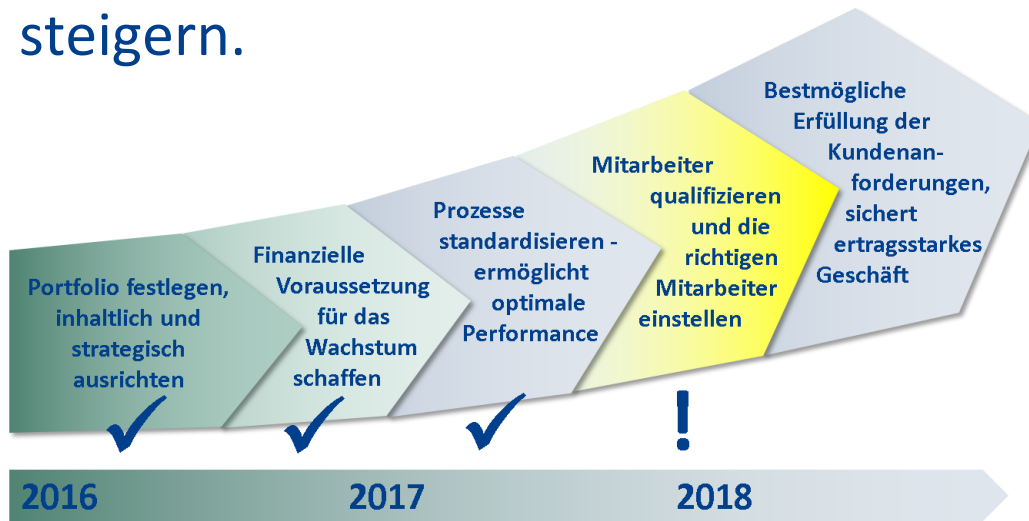 steigern.
Portfolio festlegen,
inhaltlich und
strategisch
ausrichten
Finanzielle
Voraussetzung
für das
Wachstum
schaffen
Prozesse
standardisieren -
ermöglicht
optimale
Performance
Mitarbeiter
qualifizieren
und die
richtigen
Mitarbeiter
einstellen
Bestmögliche
Erfüllung der
Kundenan-
forderungen,
sichert
ertragsstarkes
Geschäft
!
2016
2017
2018